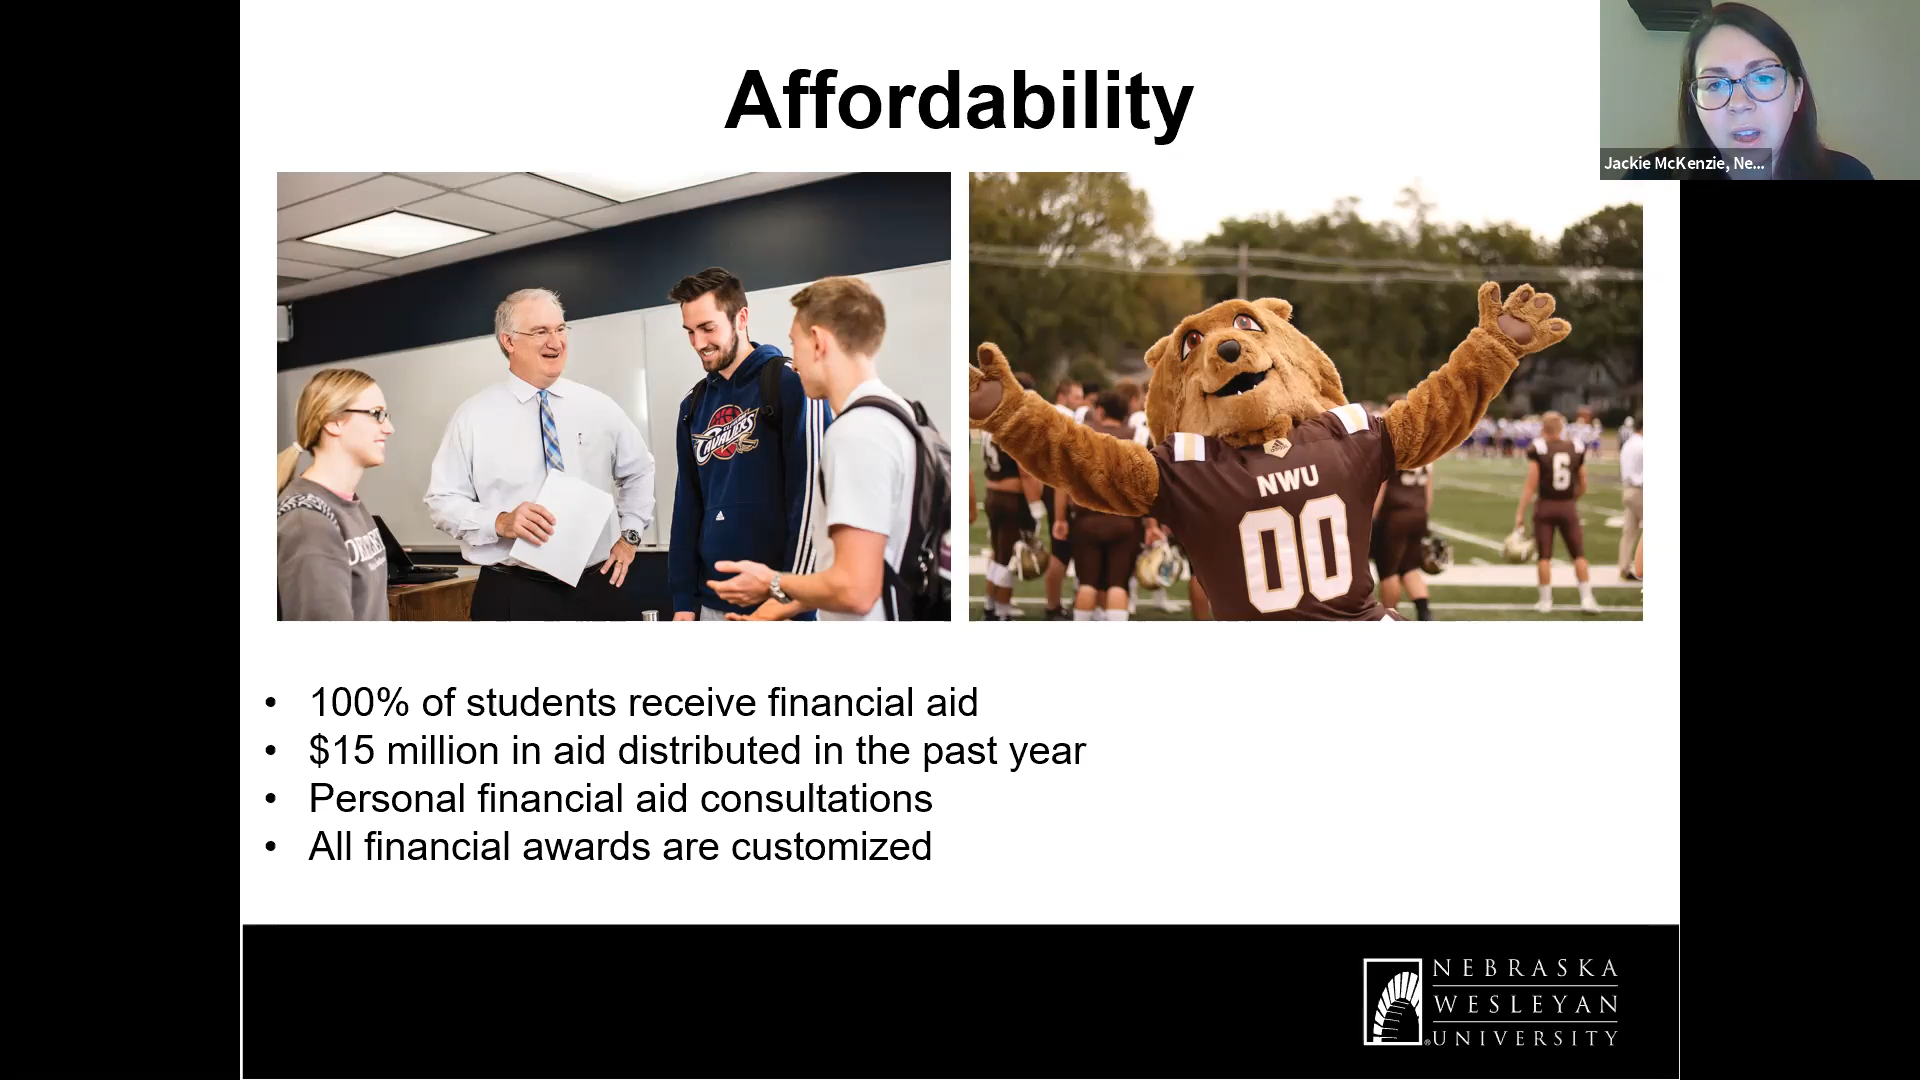 Affordability
Jackie McKenzie, Ne...
CAVALIERS
NWU
00
6
• 100% of students receive financial aid
• $15 million in aid distributed in the past year
• Personal financial aid consultations
• All financial awards are customized
NEBRASKA
WESLEYAN
®UNIVERSITY